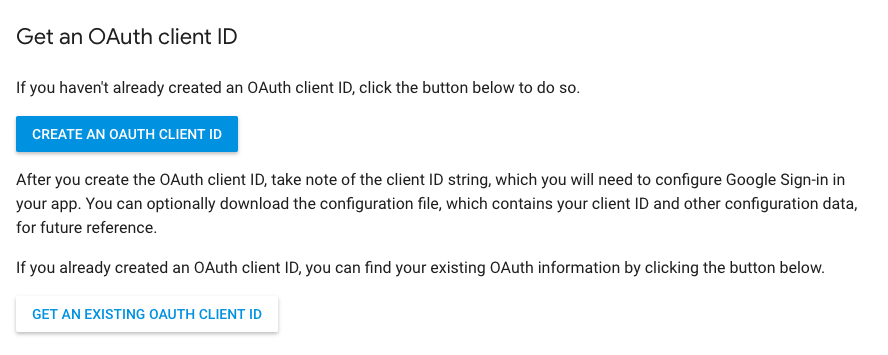 Get an OAuth client ID
If you haven't already created an OAuth client ID, click the button below to do so.
CREATE AN OAUTH CLIENT ID
After you create the OAuth client ID, take note of the client ID string, which you will need to configure Google Sign-in in
your app. You can optionally download the configuration file, which contains your client ID and other configuration data,
for future reference.
If you already created an OAuth client ID, you can find your existing OAuth information by clicking the button below.
GET AN EXISTING OAUTH CLIENT ID